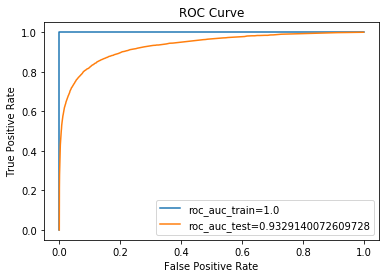 ROC Curve
True Positive Rate
1.0
0.8
0.6
0.4
0.2
0.0
roc_auc_train=1.0
roc_auc_test=0.9329140072609728
0.0 0.2 0.4 0.6 0.8 1.0
False Positive Rate